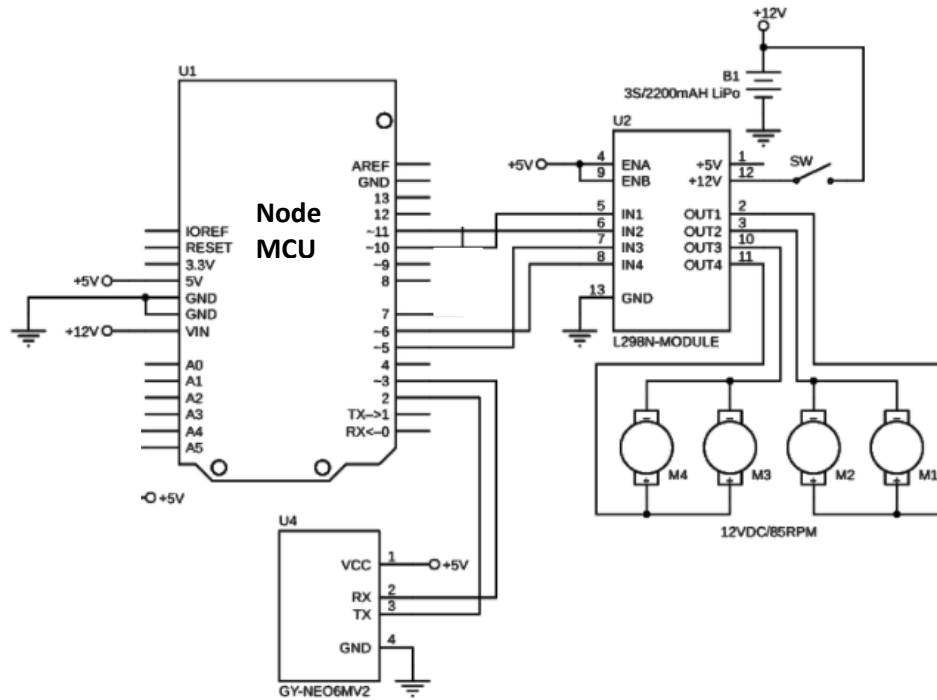 +12V
B1
3S/2200mAH LiPo
U1
Node
MCU
AREF
GND
13
12
~11
~10
~9
8
7
~6
~5
4
~3
2
TX->1
RX<-0
IOREF
RESET
3.3V
5V
GND
GND
VIN
A0
A1
A2
A3
A4
A5
+5V
+12V
+5V
U2
+5V
4 ENA
9 ENB
5 IN1
6 IN2
7 IN3
8 IN4
13 GND
+5V 1
+12V 12
OUT1 2
OUT2 3
OUT3 10
OUT4 11
SW
L298N-MODULE
M4
M3
M2
M1
12VDC/85RPM
U4
VCC 1
+5V
RX 2
TX 3
GND 4
GY-NEO6MV2